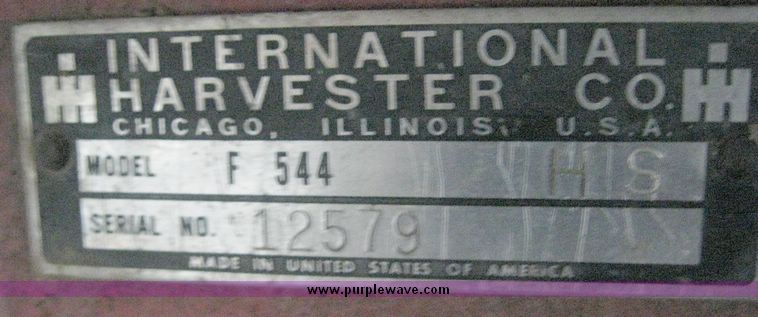 INTERNATIONAL
HARVESTER CO.
CHICAGO, ILLINOIS, U.S.A.
MODEL F 544 H S
SERIAL NO. 12579
MADE IN UNITED STATES OF AMERICA
www.purplewave.com